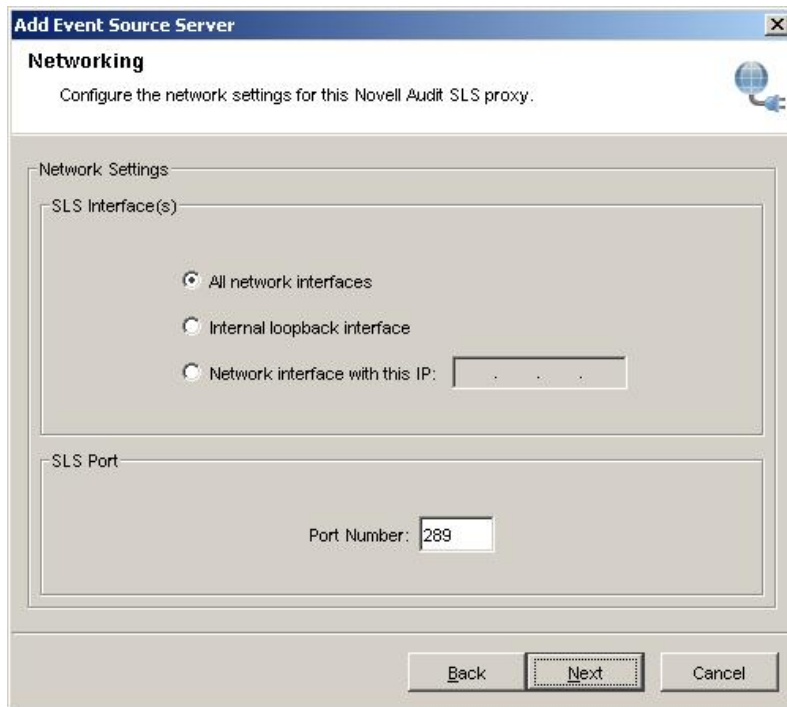 Add Event Source Server
Networking
Configure the network settings for this Novell Audit SLS proxy.
Network Settings
SLS Interface(s)
All network interfaces
Internal loopback interface
Network interface with this IP: . . .
SLS Port
Port Number: 289
Back Next Cancel